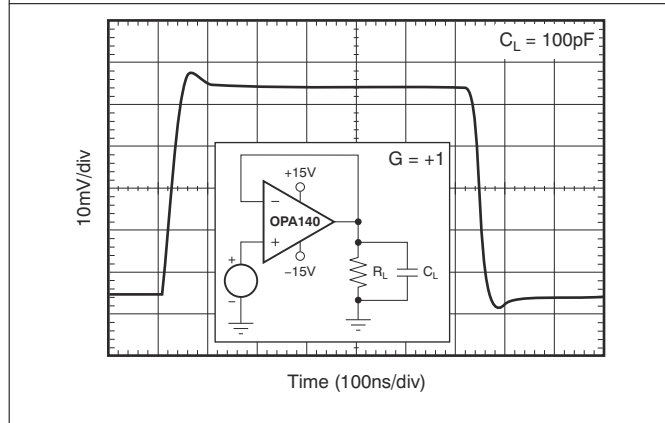 C_L = 100pF
10mV/div
G = +1
+15V
−
OPA140
+
+
−15V
R_L
C_L
−
Time (100ns/div)